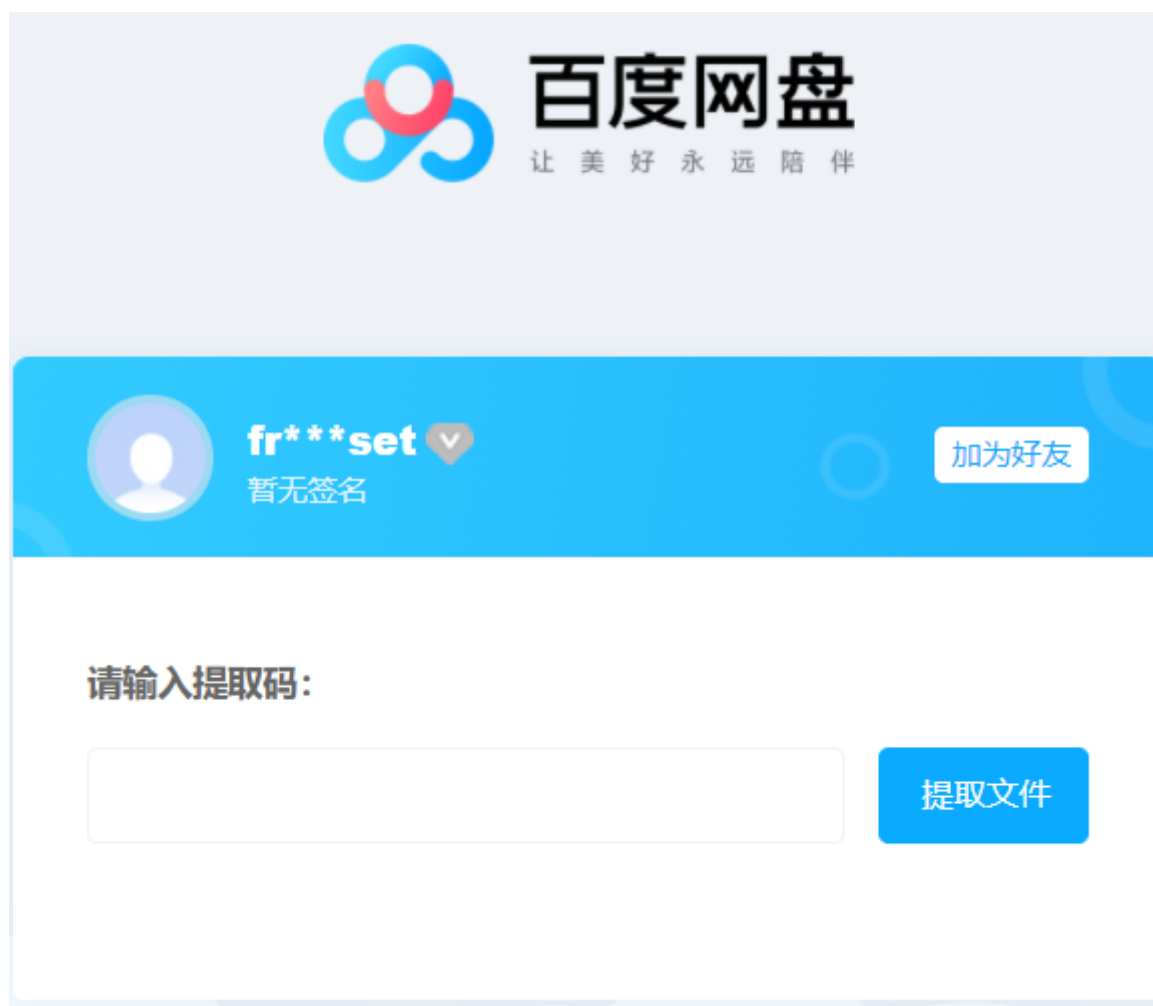 百度网盘
让美好永远陪伴
fr***set
加为好友
暂无签名
请输入提取码：
提取文件